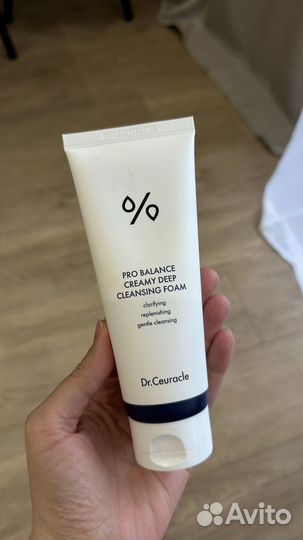 %
PRO BALANCE
CREAMY DEEP
CLEANSING FOAM
clarifying
replenishing
gentle cleansing
Dr.Ceuracle
Avito